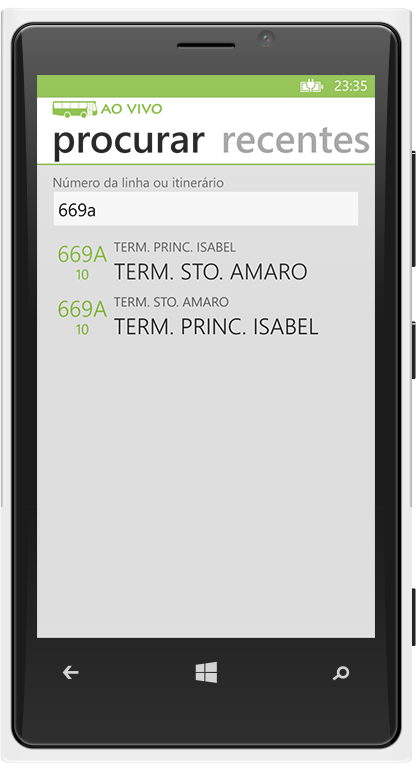 23:35
AO VIVO
procurar recentes
Número da linha ou itinerário
669a
669A TERM. PRINC. ISABEL
10 TERM. STO. AMARO
669A TERM. STO. AMARO
10 TERM. PRINC. ISABEL